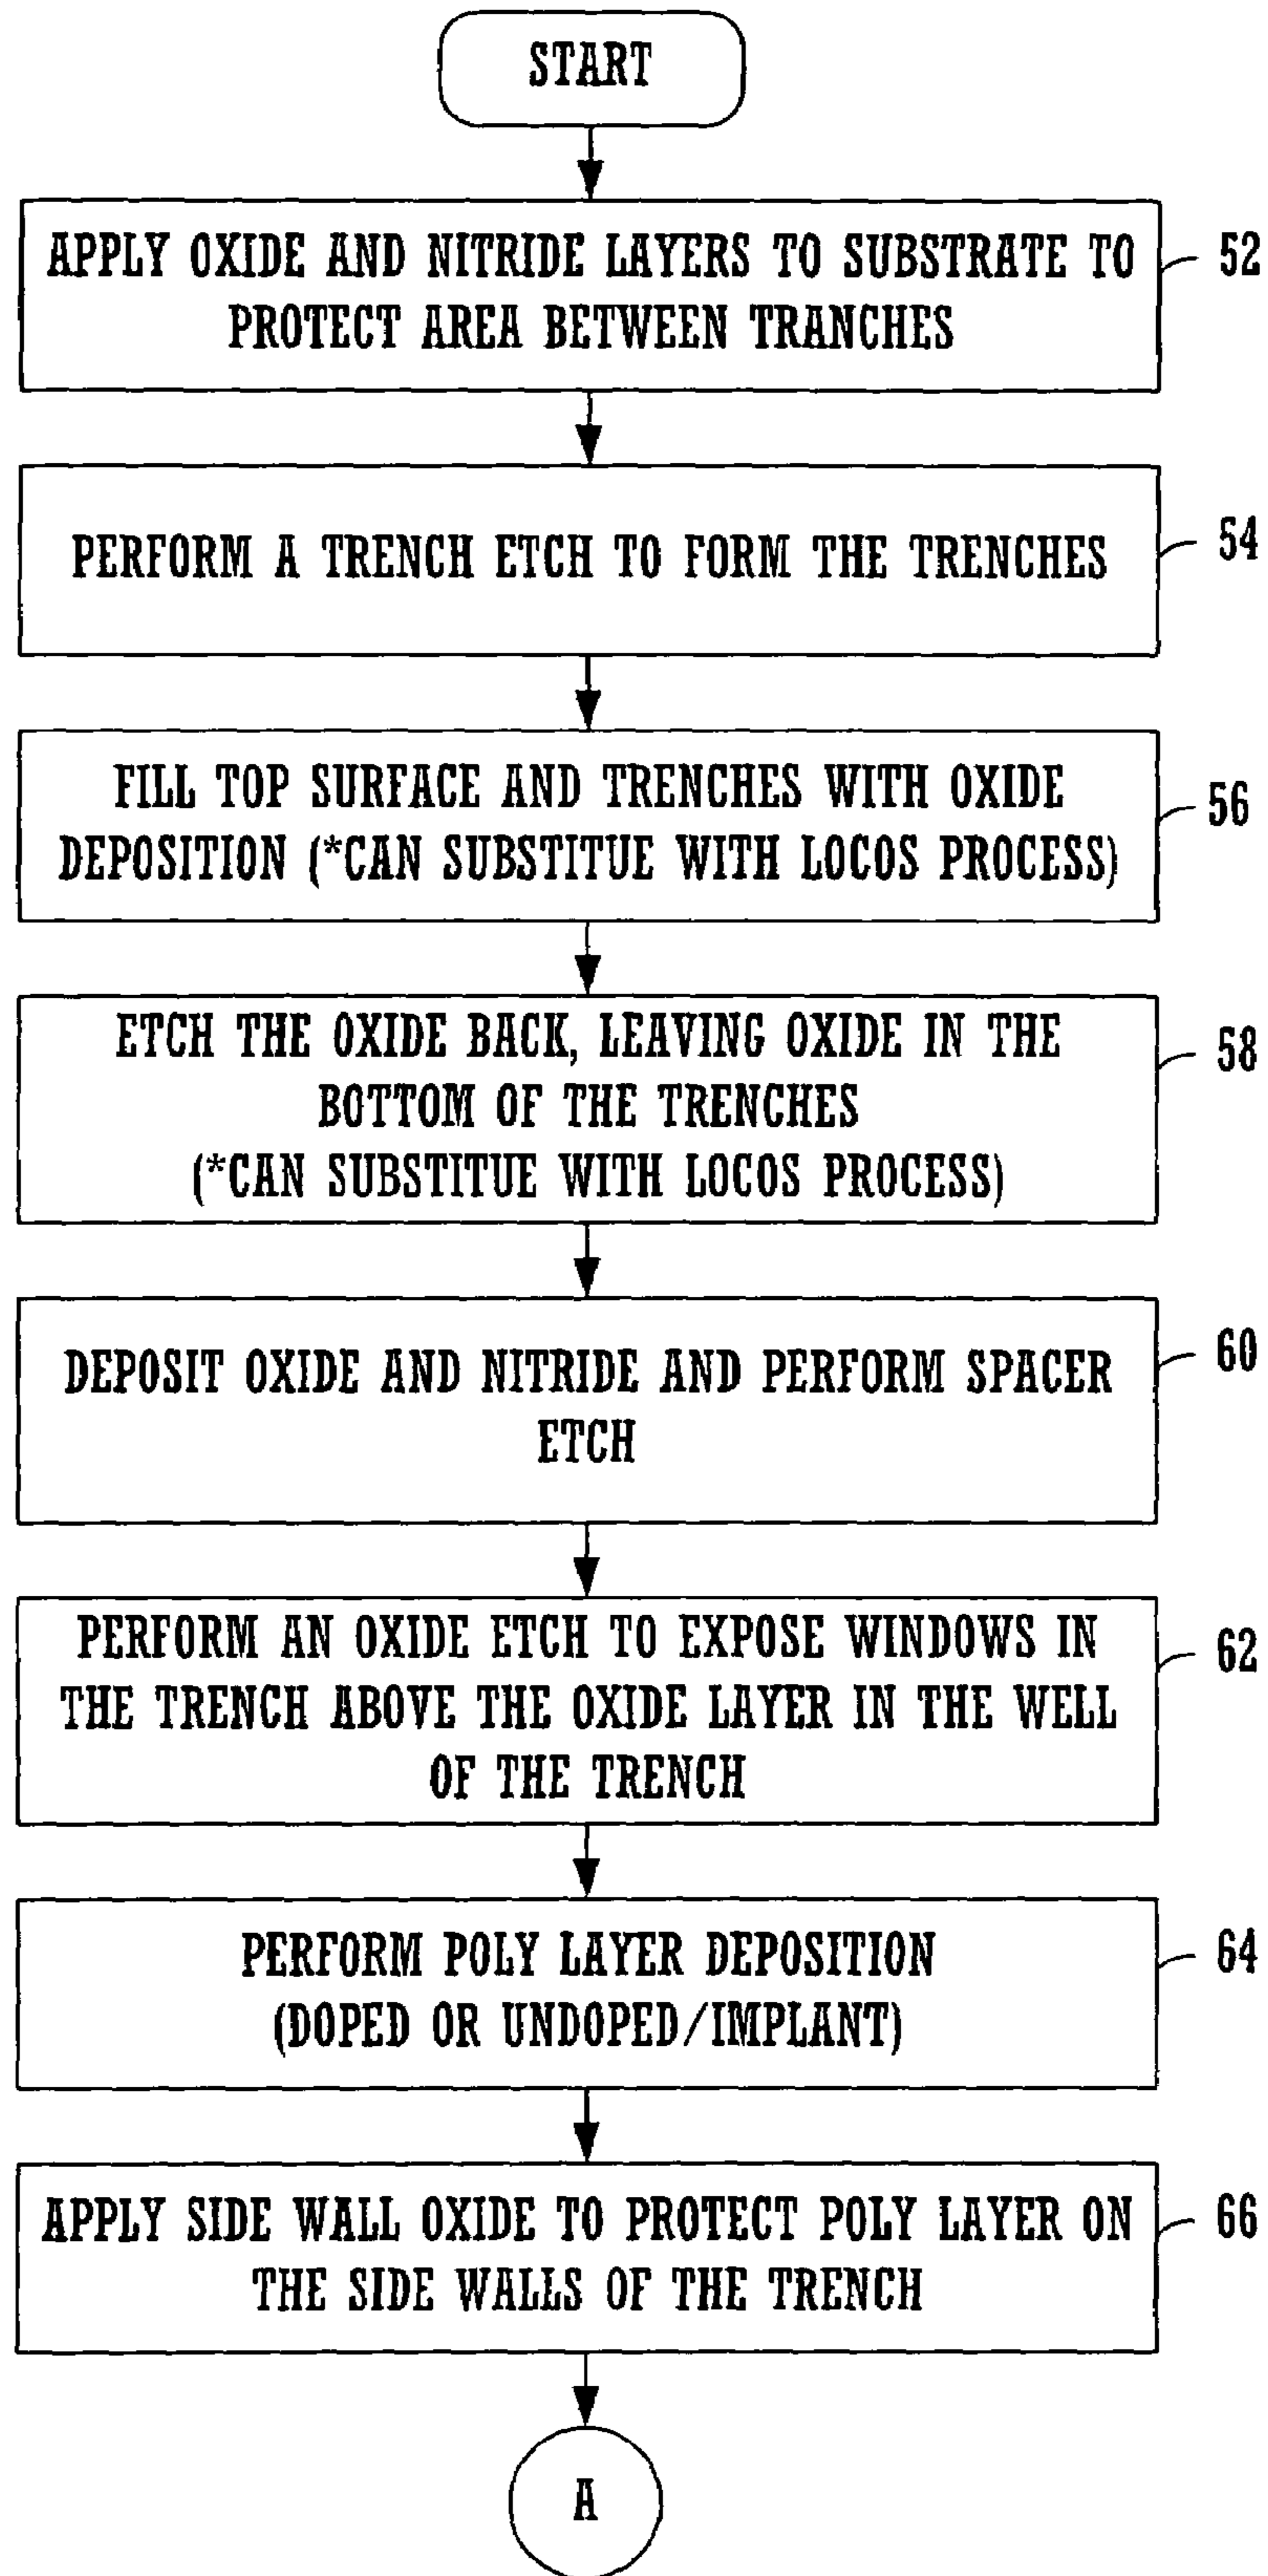 START
APPLY OXIDE AND NITRIDE LAYERS TO SUBSTRATE TO
PROTECT AREA BETWEEN TRANCHES
52
PERFORM A TRENCH ETCH TO FORM THE TRENCHES
54
FILL TOP SURFACE AND TRENCHES WITH OXIDE
DEPOSITION (*CAN SUBSTITUE WITH LOCOS PROCESS)
56
ETCH THE OXIDE BACK, LEAVING OXIDE IN THE
BOTTOM OF THE TRENCHES
(*CAN SUBSTITUE WITH LOCOS PROCESS)
58
DEPOSIT OXIDE AND NITRIDE AND PERFORM SPACER
ETCH
60
PERFORM AN OXIDE ETCH TO EXPOSE WINDOWS IN
THE TRENCH ABOVE THE OXIDE LAYER IN THE WELL
OF THE TRENCH
62
PERFORM POLY LAYER DEPOSITION
(DOPED OR UNDOPED/IMPLANT)
64
APPLY SIDE WALL OXIDE TO PROTECT POLY LAYER ON
THE SIDE WALLS OF THE TRENCH
66
A